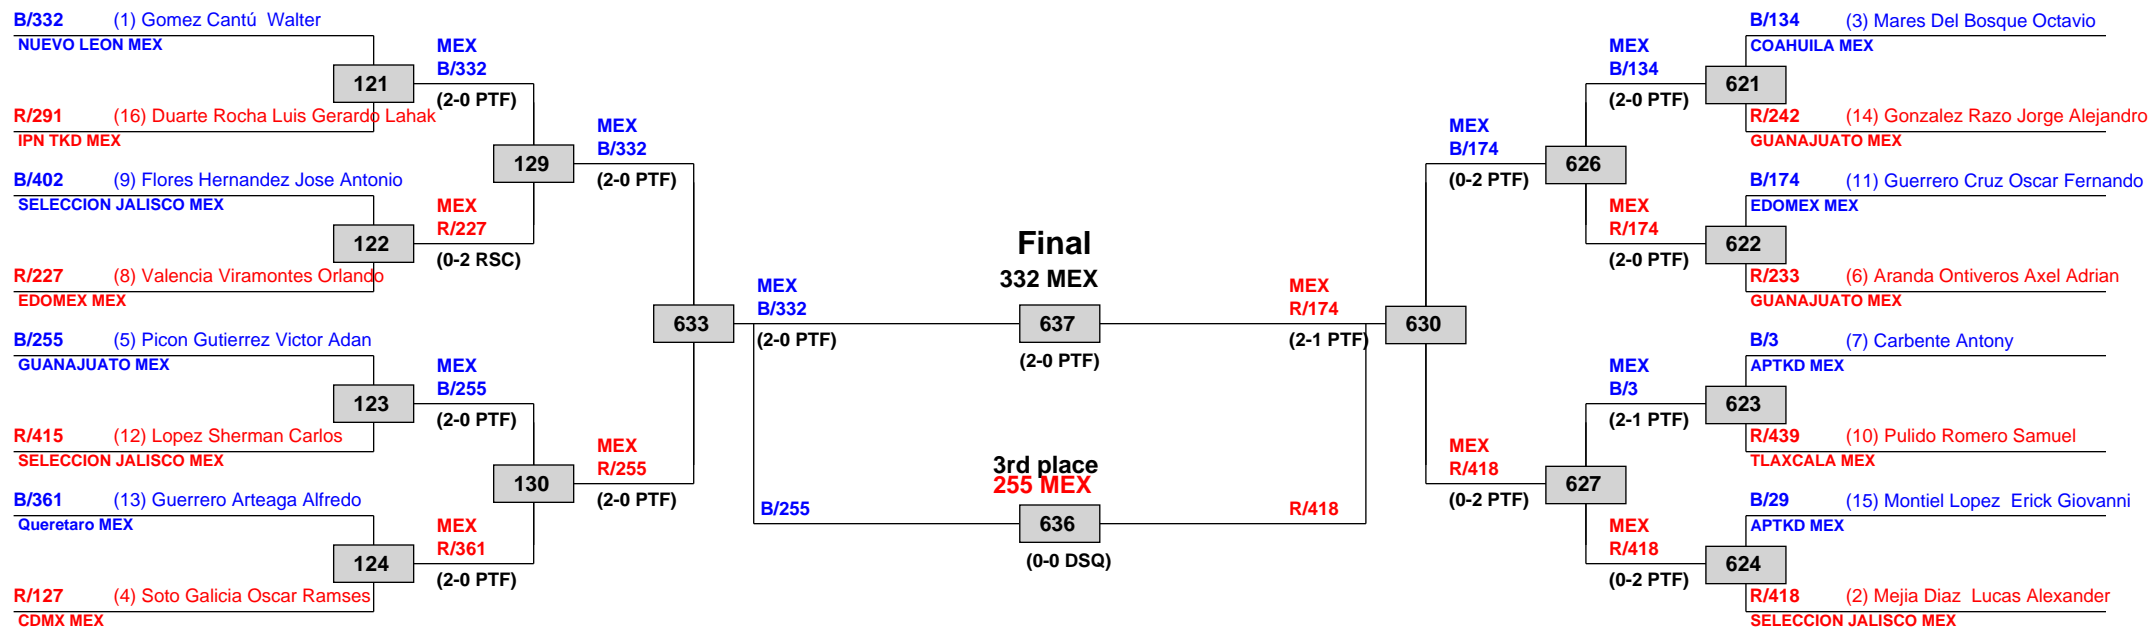 B/332 (1) Gomez Cantú  Walter
NUEVO LEON MEX
R/291 (16) Duarte Rocha Luis Gerardo Lahak
IPN TKD MEX
B/402 (9) Flores Hernandez Jose Antonio
SELECCION JALISCO MEX
R/227 (8) Valencia Viramontes Orlando
EDOMEX MEX
B/255 (5) Picon Gutierrez Victor Adan
GUANAJUATO MEX
R/415 (12) Lopez Sherman Carlos
SELECCION JALISCO MEX
B/361 (13) Guerrero Arteaga Alfredo
Queretaro MEX
R/127 (4) Soto Galicia Oscar Ramses
CDMX MEX
121
122
123
124
MEX
B/332
(2-0 PTF)
MEX
R/227
(0-2 RSC)
MEX
B/255
(2-0 PTF)
MEX
R/361
(2-0 PTF)
129
130
MEX
B/332
(2-0 PTF)
MEX
R/255
(2-0 PTF)
633
MEX
B/332
(2-0 PTF)
B/255
Final
332 MEX
637
(2-0 PTF)
3rd place
255 MEX
636
(0-0 DSQ)
MEX
R/174
(2-1 PTF)
R/418
630
MEX
B/174
(0-2 PTF)
MEX
R/418
(0-2 PTF)
626
627
MEX
B/134
(2-0 PTF)
MEX
R/174
(2-0 PTF)
MEX
B/3
(2-1 PTF)
MEX
R/418
(0-2 PTF)
621
622
623
624
B/134 (3) Mares Del Bosque Octavio
COAHUILA MEX
R/242 (14) Gonzalez Razo Jorge Alejandro
GUANAJUATO MEX
B/174 (11) Guerrero Cruz Oscar Fernando
EDOMEX MEX
R/233 (6) Aranda Ontiveros Axel Adrian
GUANAJUATO MEX
B/3 (7) Carbente Antony
APTKD MEX
R/439 (10) Pulido Romero Samuel
TLAXCALA MEX
B/29 (15) Montiel Lopez  Erick Giovanni
APTKD MEX
R/418 (2) Mejia Diaz  Lucas Alexander
SELECCION JALISCO MEX